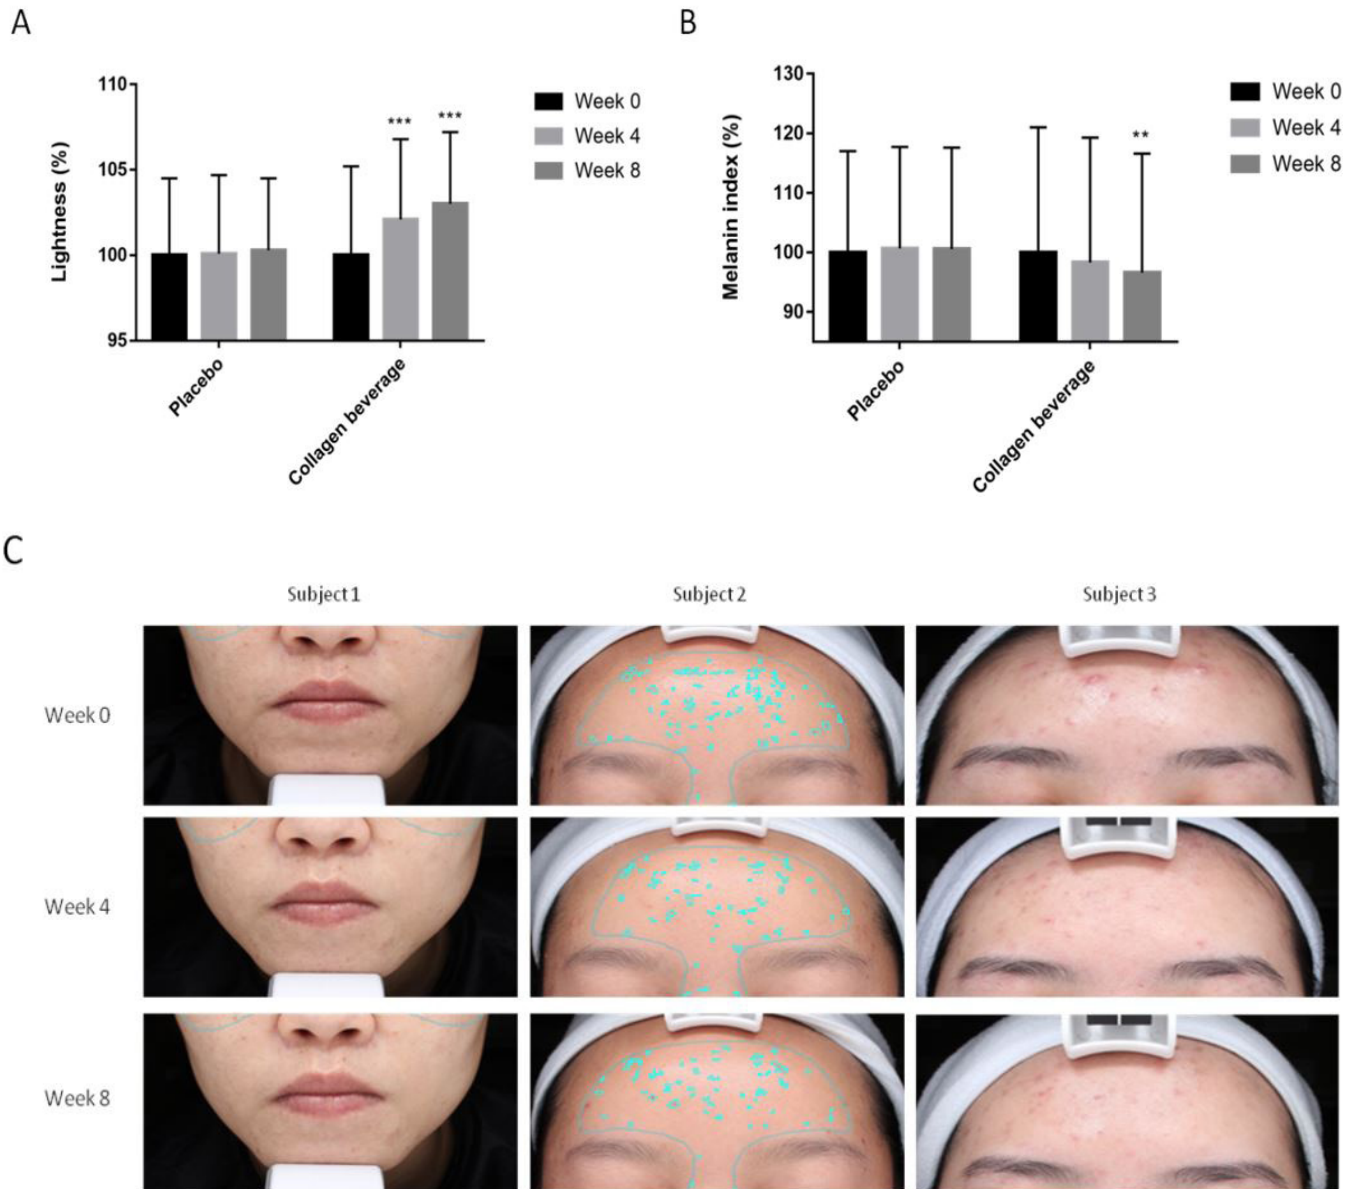 A
110
105
100
95
Lightness (%)
***
***
Placebo
Collagen beverage
Week 0
Week 4
Week 8
B
130
120
110
100
90
Melanin index (%)
**
Placebo
Collagen beverage
Week 0
Week 4
Week 8
C
Subject 1
Subject 2
Subject 3
Week 0
Week 4
Week 8